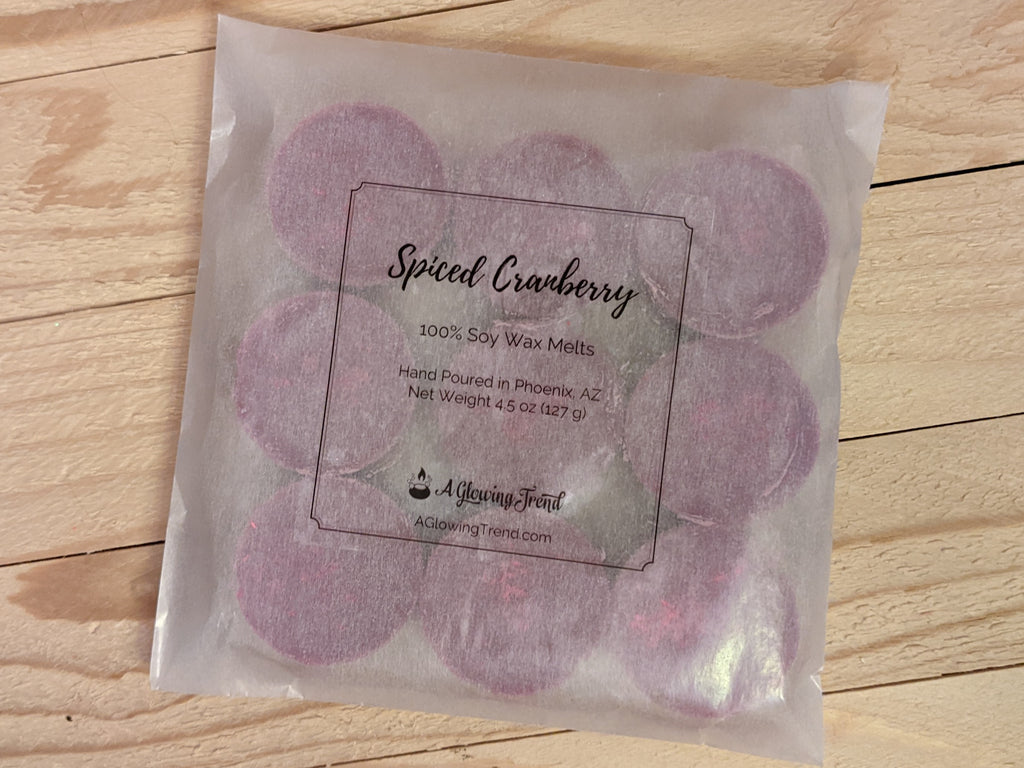 Spiced Cranberry
100% Soy Wax Melts
Hand Poured in Phoenix, AZ
Net Weight 4.5 oz (127 g)
A Glowing Trend
AGlowingTrend.com